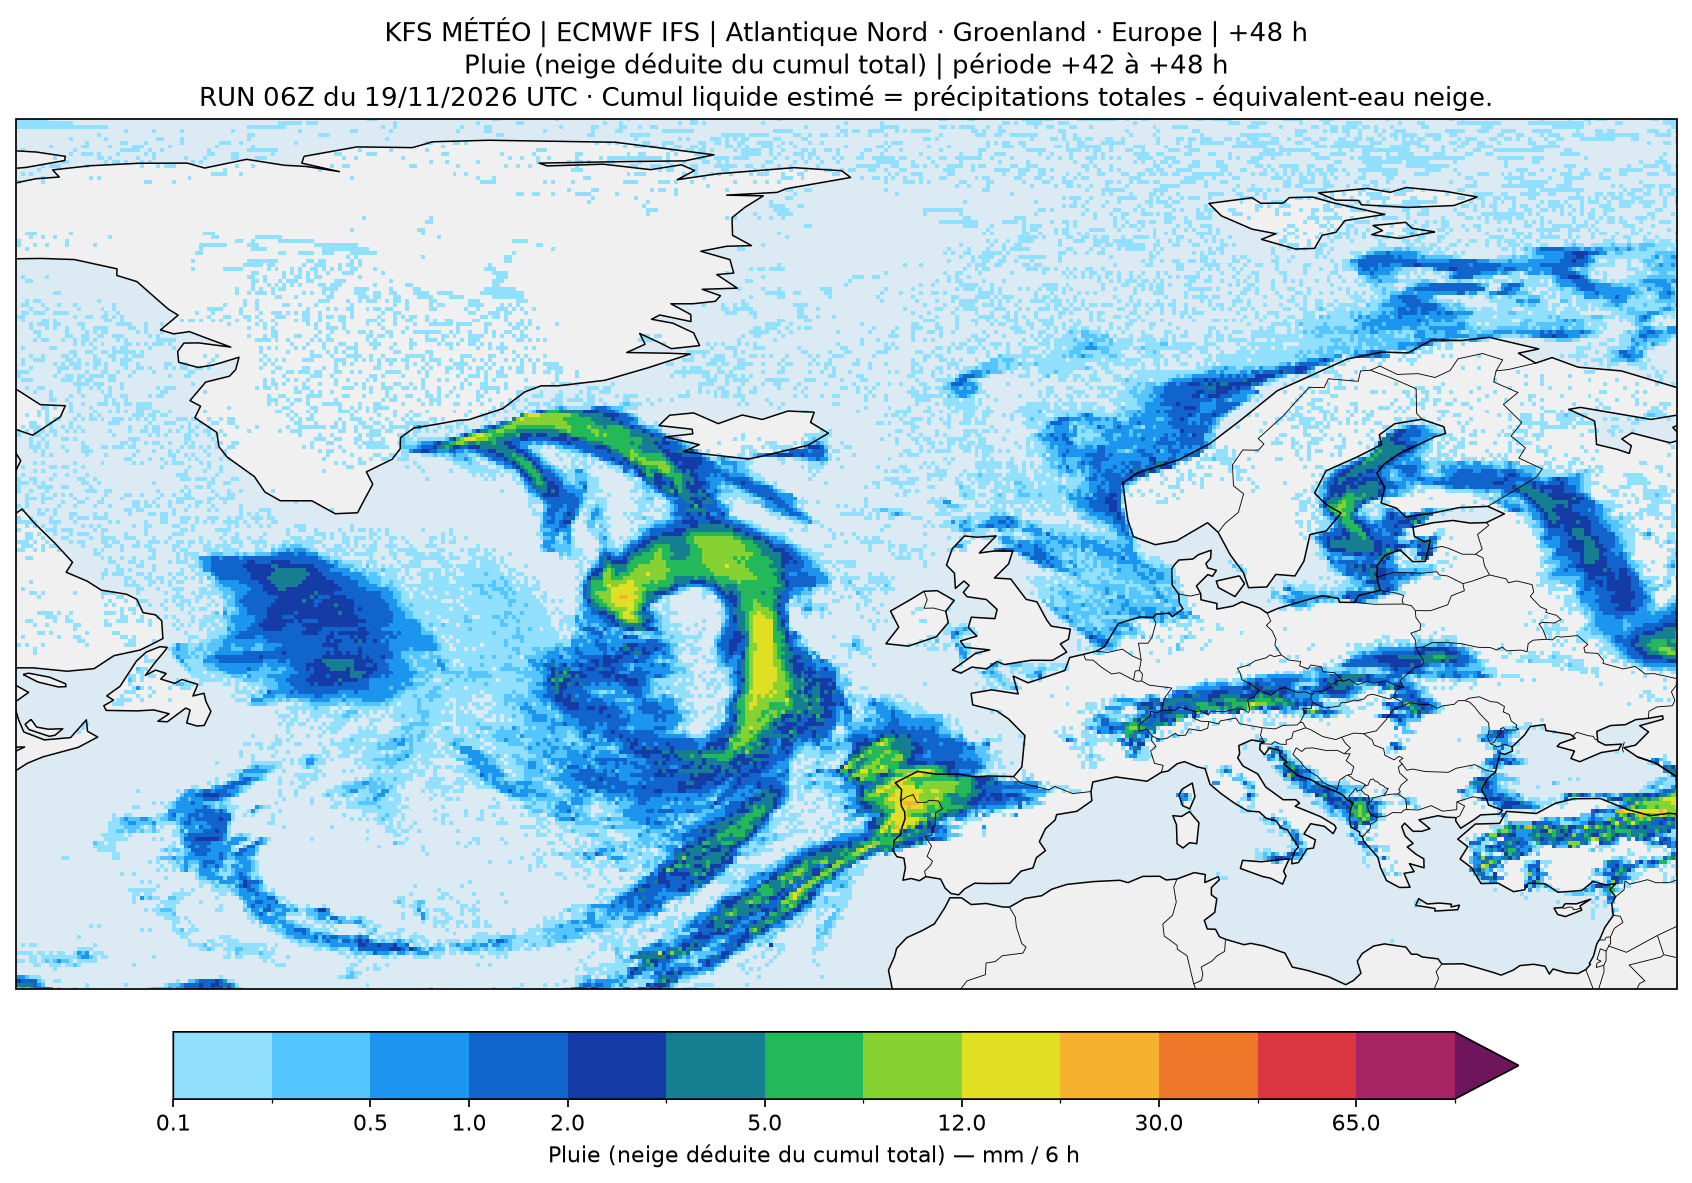 KFS MÉTÉO | ECMWF IFS | Atlantique Nord · Groenland · Europe | +48 h
Pluie (neige déduite du cumul total) | période +42 à +48 h
RUN 06Z du 19/11/2026 UTC · Cumul liquide estimé = précipitations totales - équivalent-eau neige.
0.1 0.5 1.0 2.0 5.0 12.0 30.0 65.0
Pluie (neige déduite du cumul total) — mm / 6 h